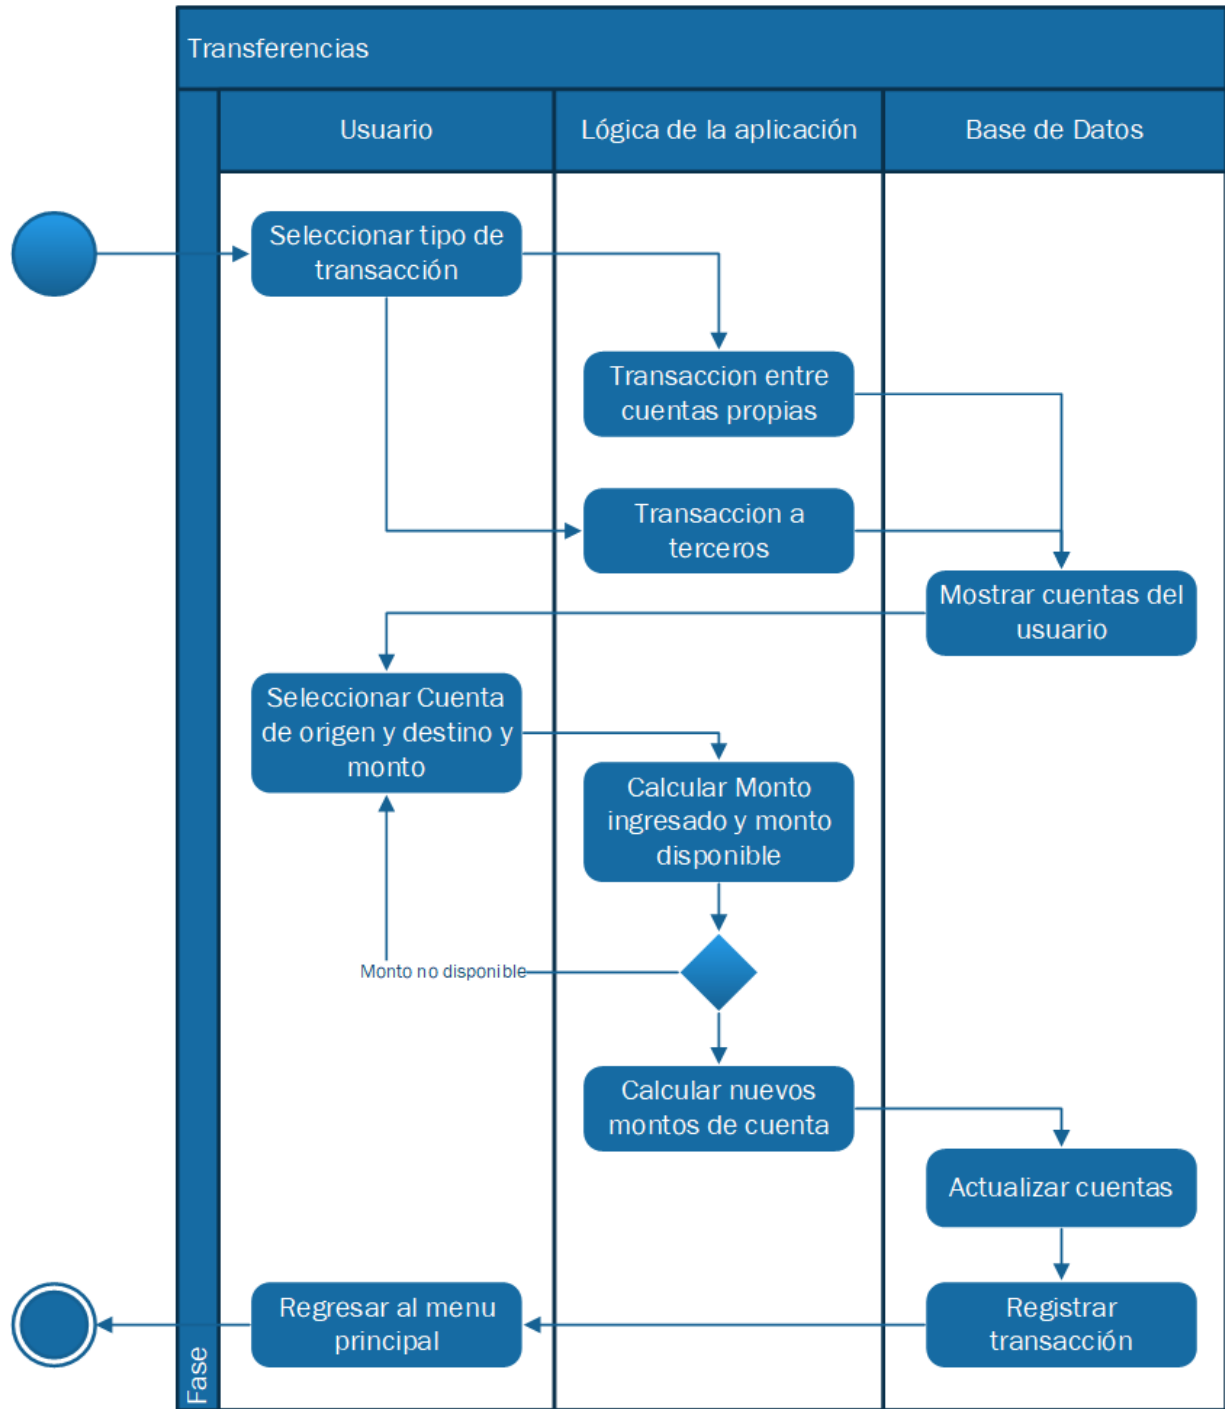 Transferencias
Usuario
Lógica de la aplicación
Base de Datos
Seleccionar tipo de
transacción
Transaccion entre
cuentas propias
Transaccion a
terceros
Mostrar cuentas del
usuario
Seleccionar Cuenta
de origen y destino y
monto
Calcular Monto
ingresado y monto
disponible
Monto no disponible
Calcular nuevos
montos de cuenta
Actualizar cuentas
Registrar
transacción
Regresar al menu
principal
Fase